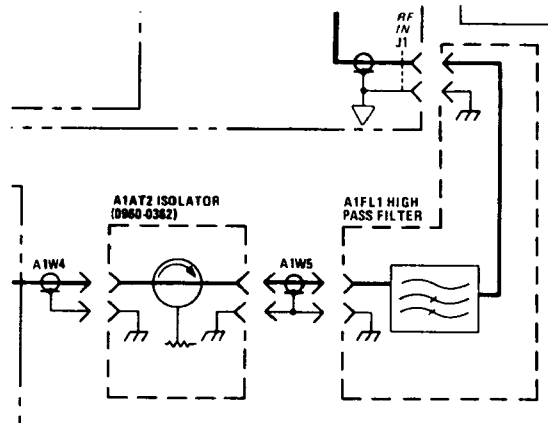 RF
IN
J1
A1AT2 ISOLATOR
(0960-0362)
A1FL1 HIGH
PASS FILTER
A1W4
A1W5